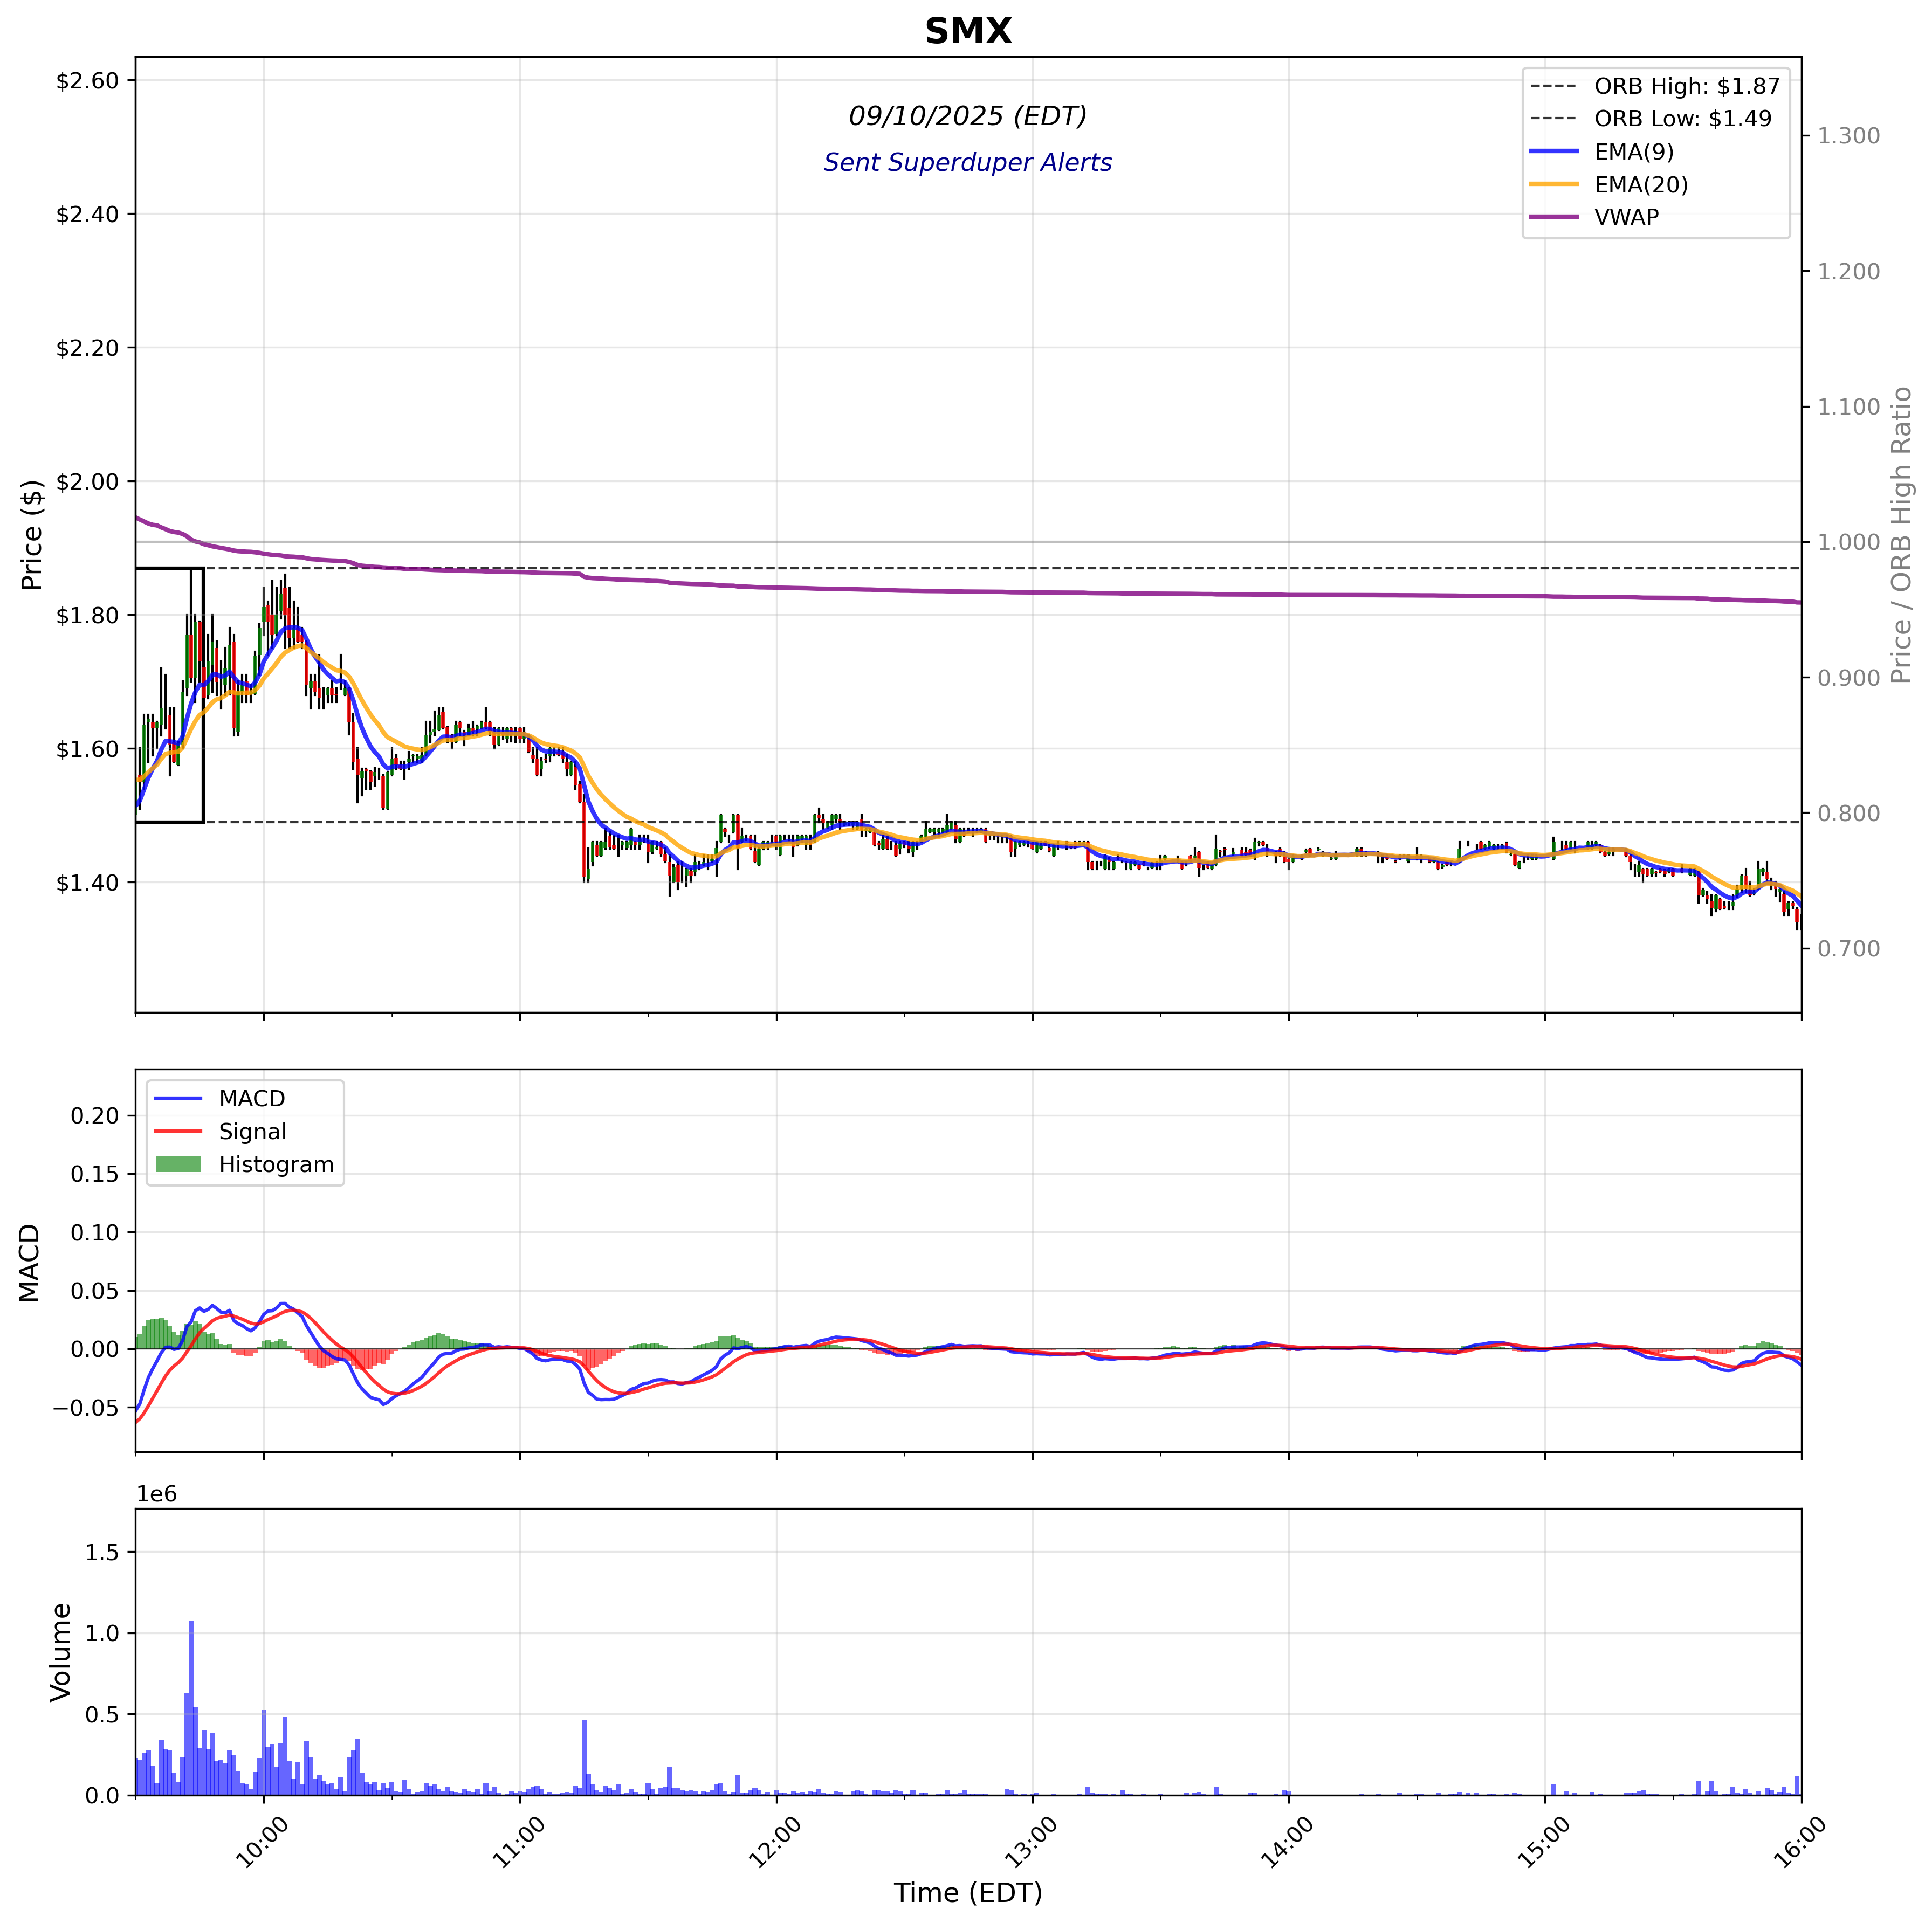 SMX
09/10/2025 (EDT)
Sent Superduper Alerts
ORB High: $1.87
ORB Low: $1.49
EMA(9)
EMA(20)
VWAP
Price ($)
$2.60
$2.40
$2.20
$2.00
$1.80
$1.60
$1.40
1.300
1.200
1.100
1.000
0.900
0.800
0.700
Price / ORB High Ratio
MACD
Signal
Histogram
MACD
0.20
0.15
0.10
0.05
0.00
−0.05
1e6
Volume
1.5
1.0
0.5
0.0
10:00
11:00
12:00
13:00
14:00
15:00
16:00
Time (EDT)